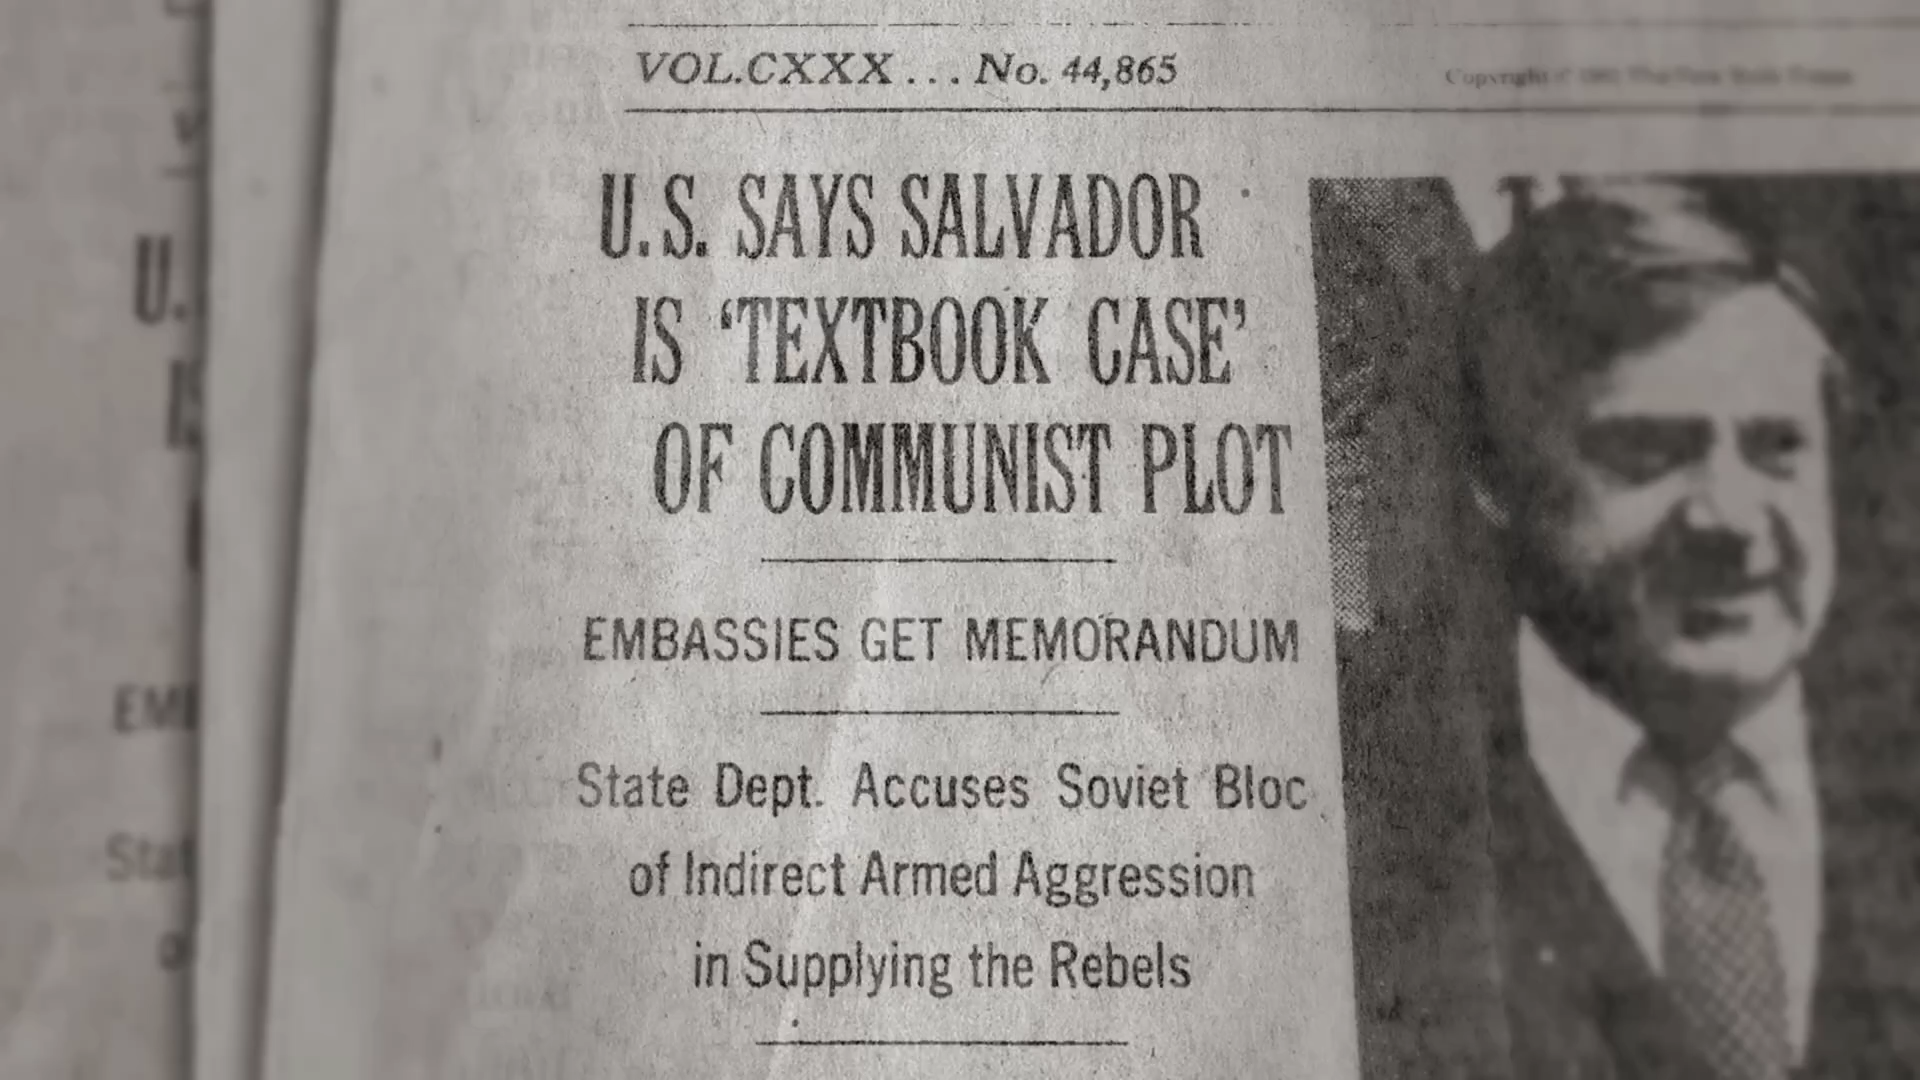 VOL.CXXX... No. 44,865
U.S. SAYS SALVADOR
IS ‘TEXTBOOK CASE’
OF COMMUNIST PLOT
EMBASSIES GET MEMORANDUM
State Dept. Accuses Soviet Bloc
of Indirect Armed Aggression
in Supplying the Rebels